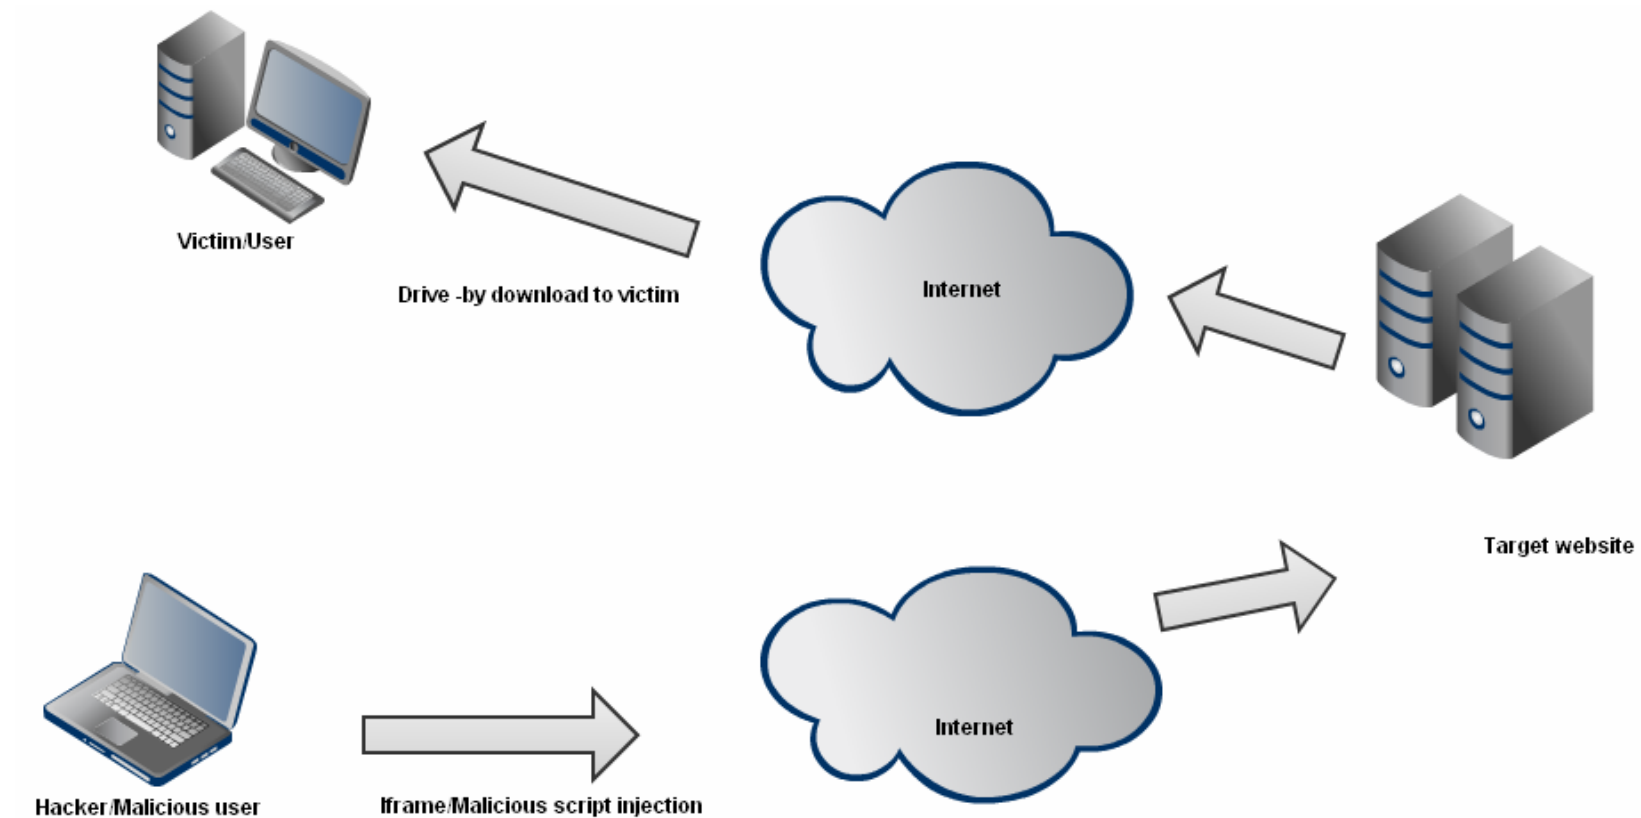 Victim/User
Drive -by download to victim
Internet
Target website
Internet
Hacker/Malicious user
Iframe/Malicious script injection